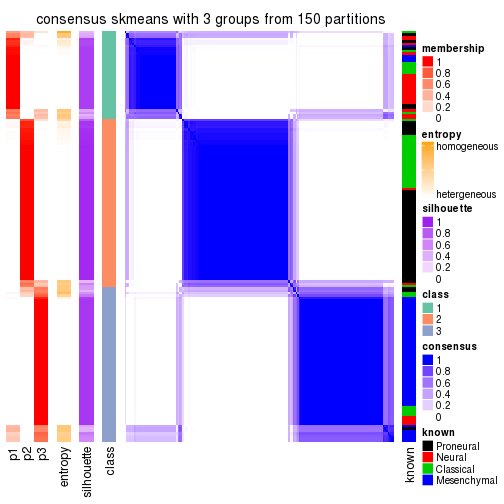 consensus skmeans with 3 groups from 150 partitions
membership
1
0.8
0.6
0.4
0.2
0
entropy
homogeneous
hetergeneous
silhouette
1
0.8
0.6
0.4
0.2
0
class
1
2
3
consensus
1
0.8
0.6
0.4
0.2
0
known
Proneural
Neural
Classical
Mesenchymal
p1
p2
p3
entropy
silhouette
class
known